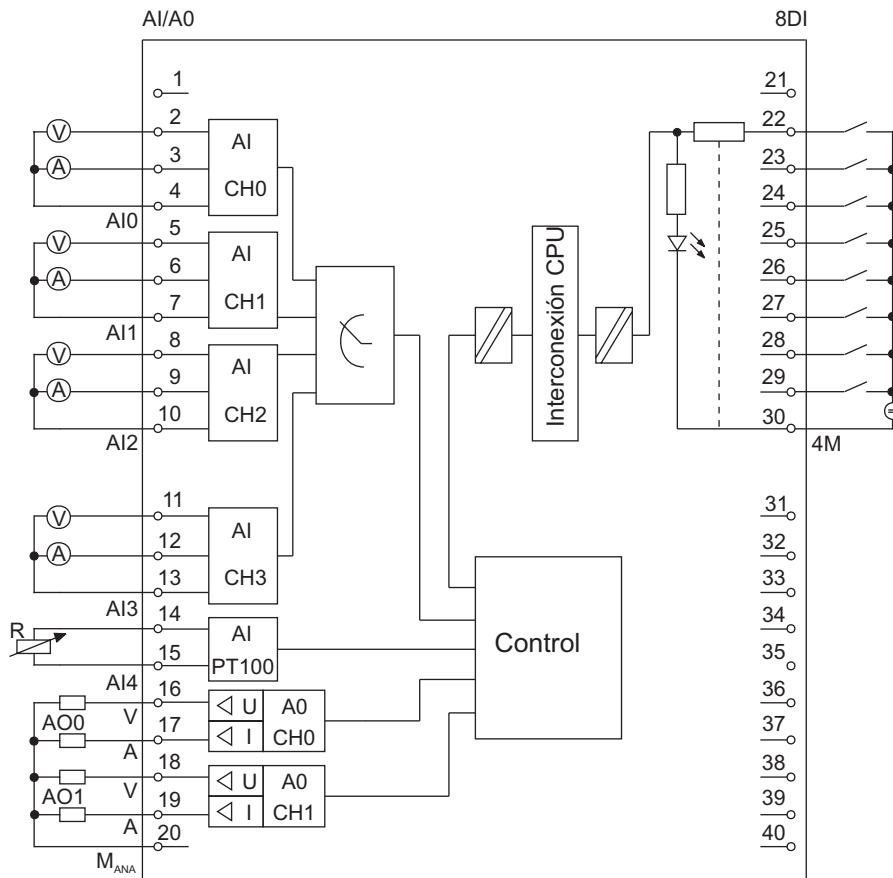 AI/A0
8DI
1
2
V
AI
3
A
4
CH0
AI0
5
V
AI
6
A
7
CH1
AI1
8
V
AI
9
A
10
CH2
AI2
11
V
AI
12
A
13
CH3
AI3
14
R
AI
15
PT100
AI4
16
V
U
A0
AO0
17
A
I
CH0
18
V
U
A0
AO1
19
A
I
CH1
20
MANA
Interconexión CPU
Control
21
22
23
24
25
26
27
28
29
30
4M
31
32
33
34
35
36
37
38
39
40